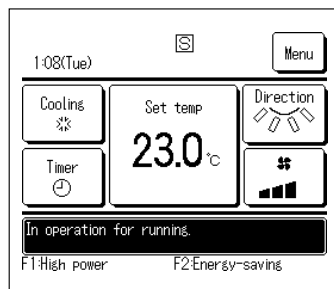 S
1:08(Tue)
Menu
Cooling
Set temp
Direction
23.0°C
Timer
In operation for running.
F1:High power F2:Energy-saving